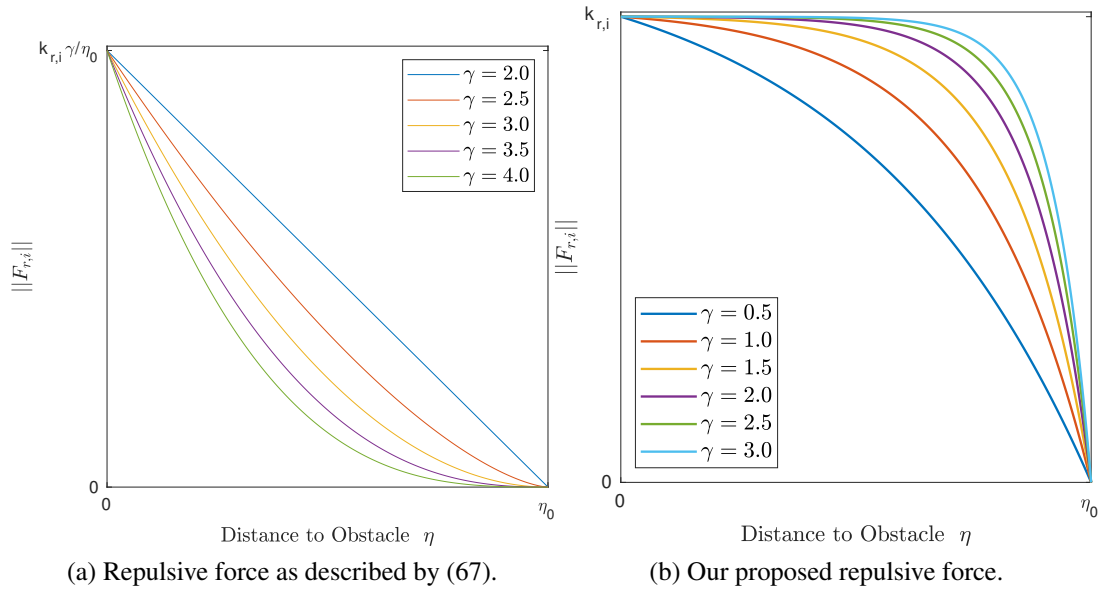 k_{r,i} γ/η_0
||F_{r,i}||
γ = 2.0
γ = 2.5
γ = 3.0
γ = 3.5
γ = 4.0
0
0
η_0
Distance to Obstacle η
(a) Repulsive force as described by (67).
k_{r,i}
||F_{r,i}||
γ = 0.5
γ = 1.0
γ = 1.5
γ = 2.0
γ = 2.5
γ = 3.0
0
0
η_0
Distance to Obstacle η
(b) Our proposed repulsive force.